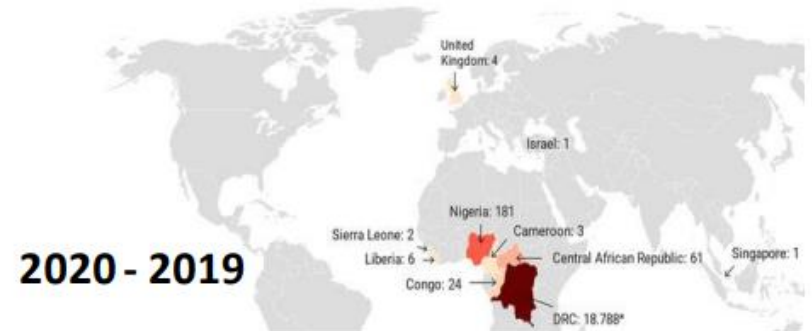 United
Kingdom: 4
Israel: 1
Nigeria: 181
Cameroon: 3
Sierra Leone: 2
Liberia: 6
Central African Republic: 61
Singapore: 1
2020 - 2019
Congo: 24
DRC: 18.788*